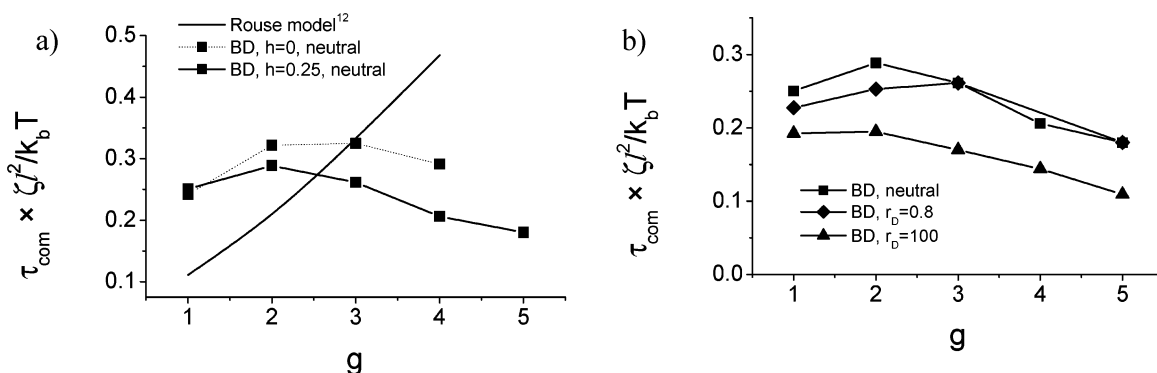 a)
Rouse model¹²
BD, h=0, neutral
BD, h=0.25, neutral
0.5
0.4
0.3
0.2
0.1
1 2 3 4 5
g
τcom × ζl²/kbT
b)
0.3
0.2
0.1
0.0
BD, neutral
BD, rD=0.8
BD, rD=100
1 2 3 4 5
g
τcom × ζl²/kbT